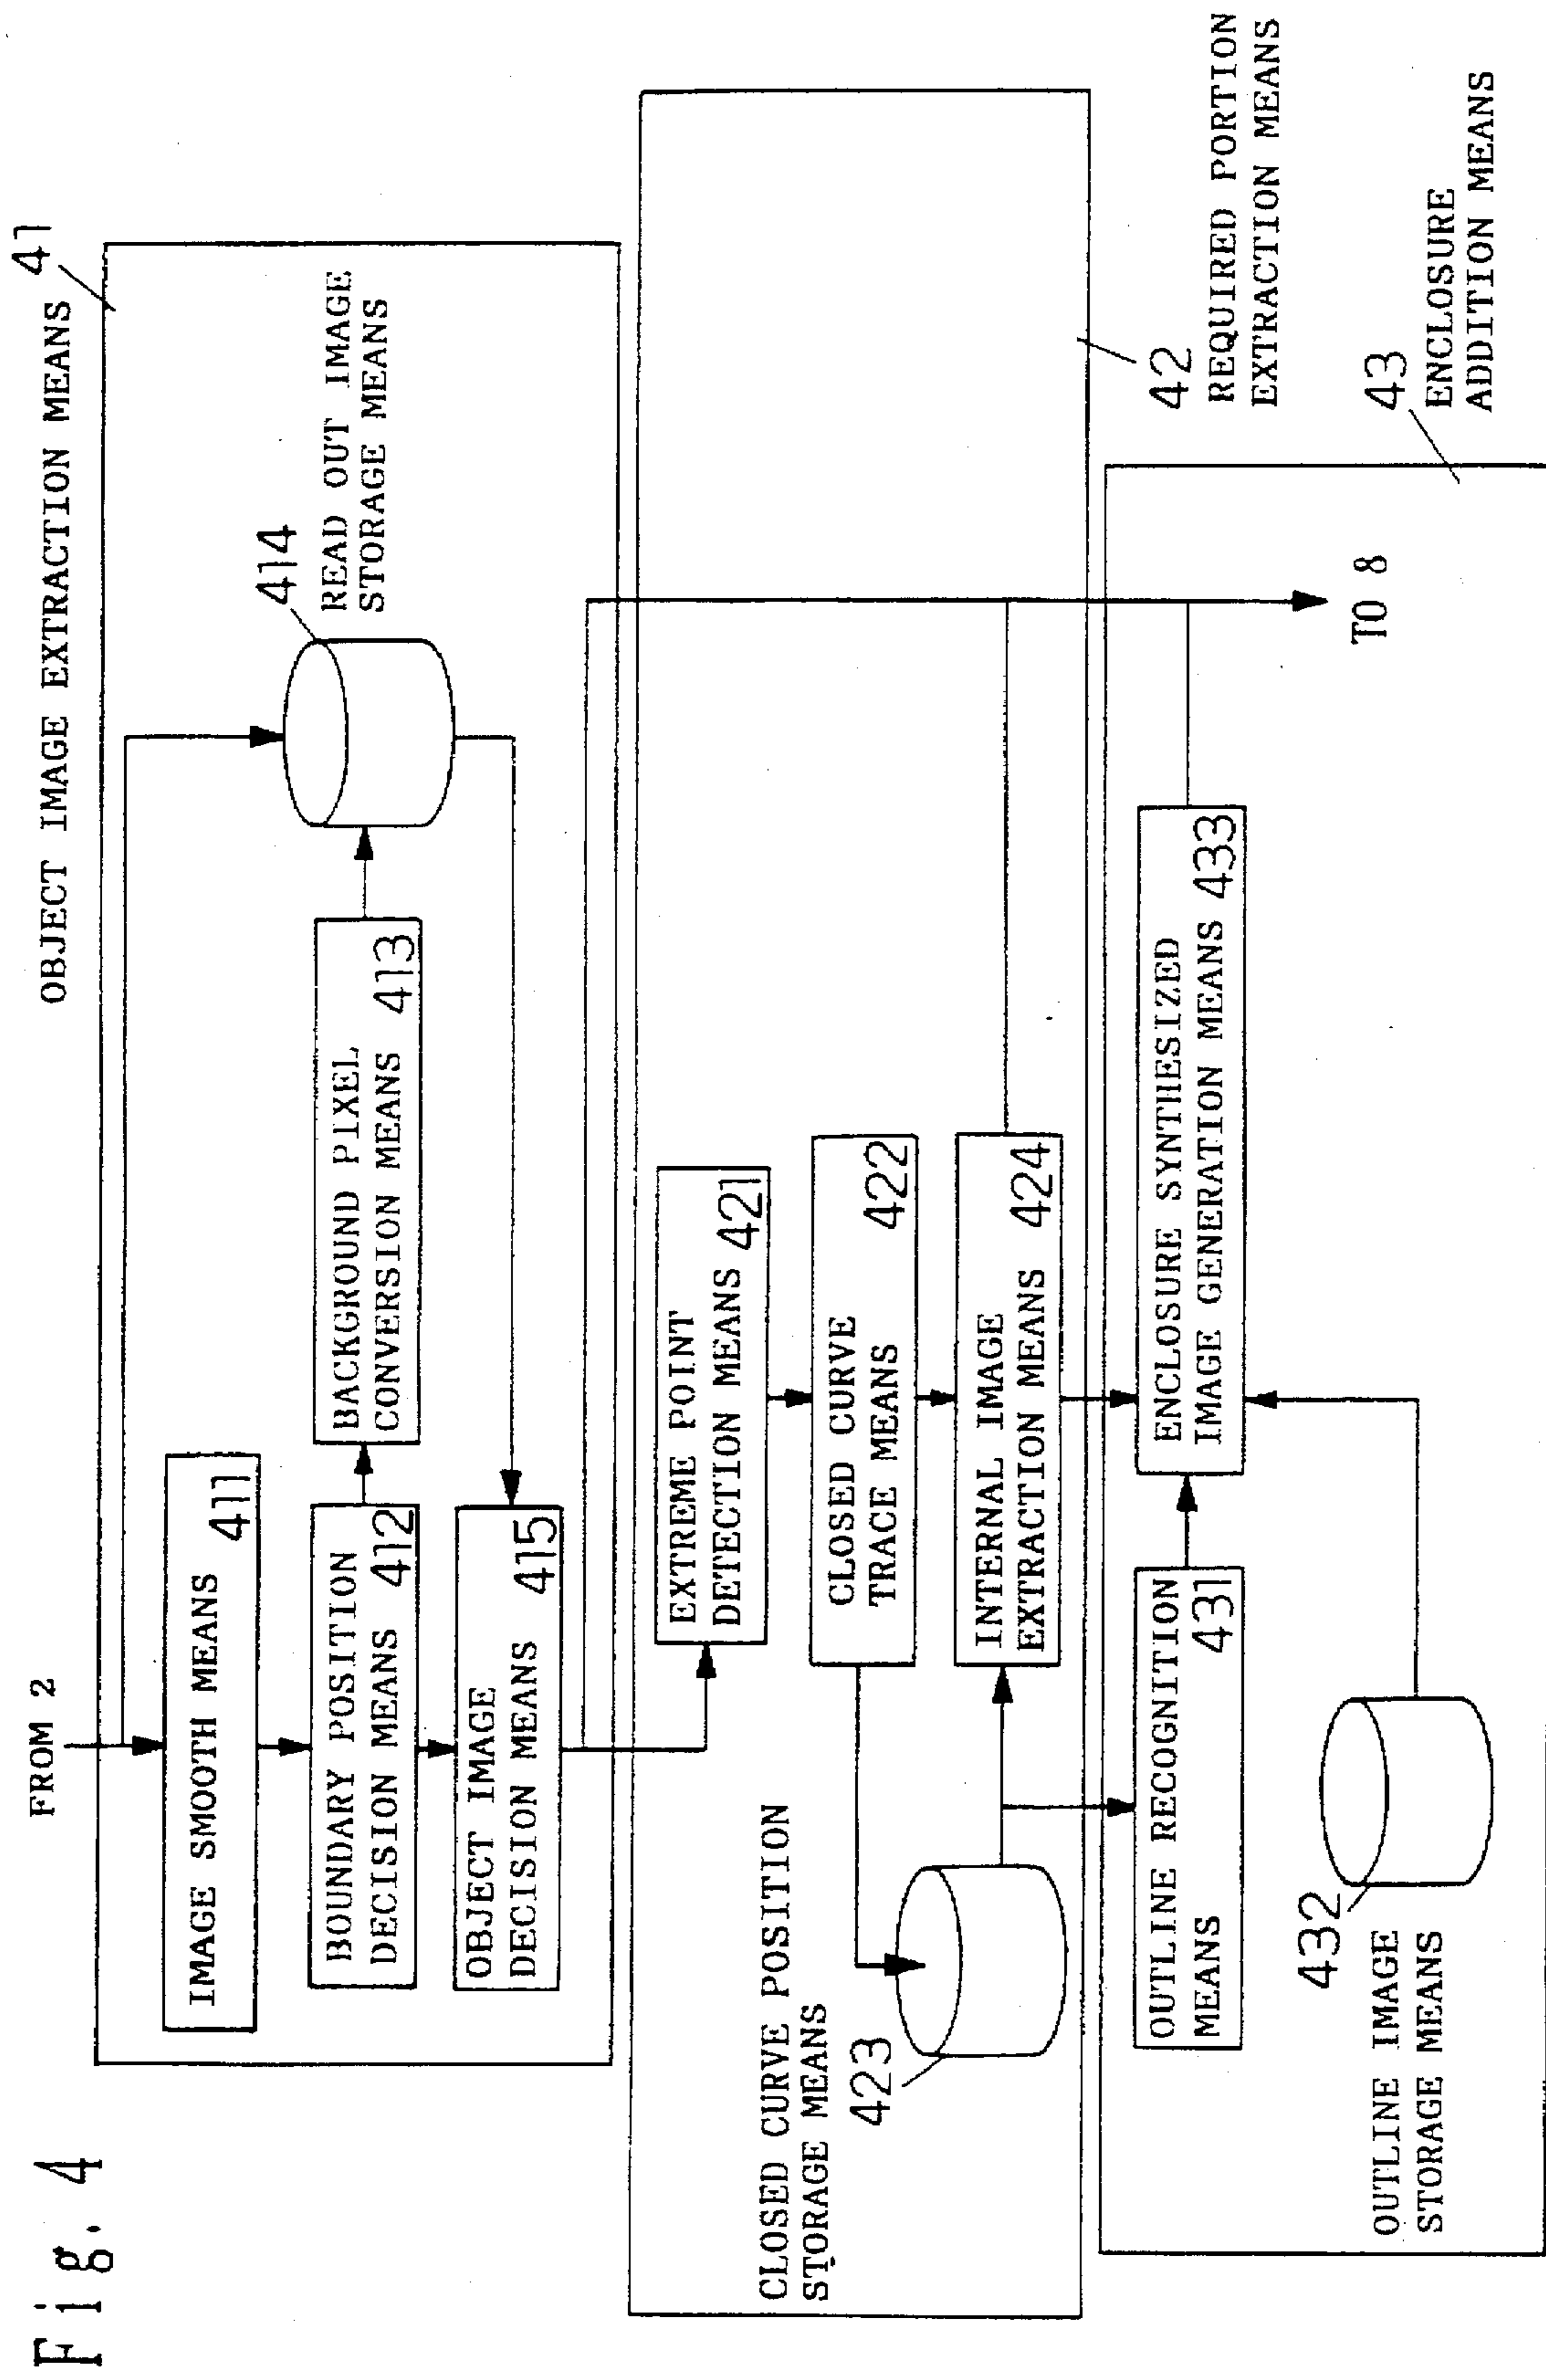 Fig. 4
FROM 2
OBJECT IMAGE EXTRACTION MEANS
41
IMAGE SMOOTH MEANS
411
BOUNDARY POSITION
DECISION MEANS 412
BACKGROUND PIXEL
CONVERSION MEANS 413
414
READ OUT IMAGE
STORAGE MEANS
OBJECT IMAGE
DECISION MEANS 415
EXTREME POINT
DETECTION MEANS 421
CLOSED CURVE POSITION
STORAGE MEANS
423
CLOSED CURVE
TRACE MEANS 422
INTERNAL IMAGE
EXTRACTION MEANS 424
42
REQUIRED PORTION
EXTRACTION MEANS
OUTLINE RECOGNITION
MEANS 431
ENCLOSURE SYNTHESIZED
IMAGE GENERATION MEANS 433
432
OUTLINE IMAGE
STORAGE MEANS
TO 8
43
ENCLOSURE
ADDITION MEANS